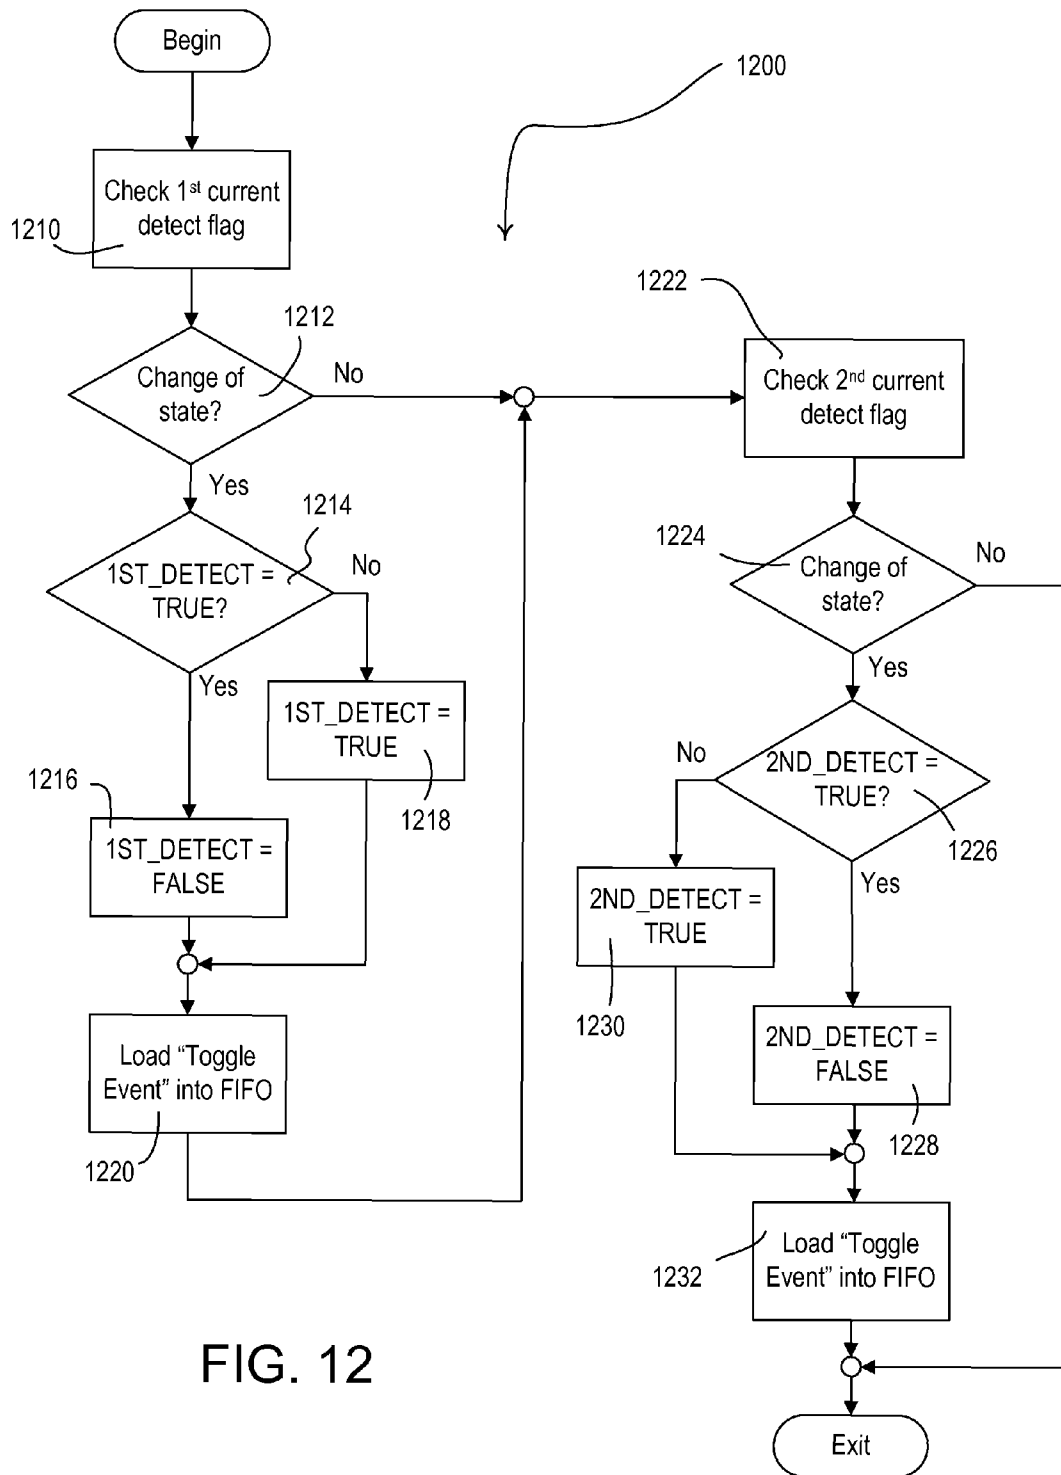 Begin
1200
Check 1st current
detect flag
1210
1212
Change of
state?
No
Yes
1214
1ST_DETECT =
TRUE?
No
Yes
1ST_DETECT =
TRUE
1218
1216
1ST_DETECT =
FALSE
Load “Toggle
Event” into FIFO
1220
1222
Check 2nd current
detect flag
1224
Change of
state?
No
Yes
2ND_DETECT =
TRUE?
No
1226
Yes
2ND_DETECT =
TRUE
1230
2ND_DETECT =
FALSE
1228
Load “Toggle
Event” into FIFO
1232
Exit
FIG. 12